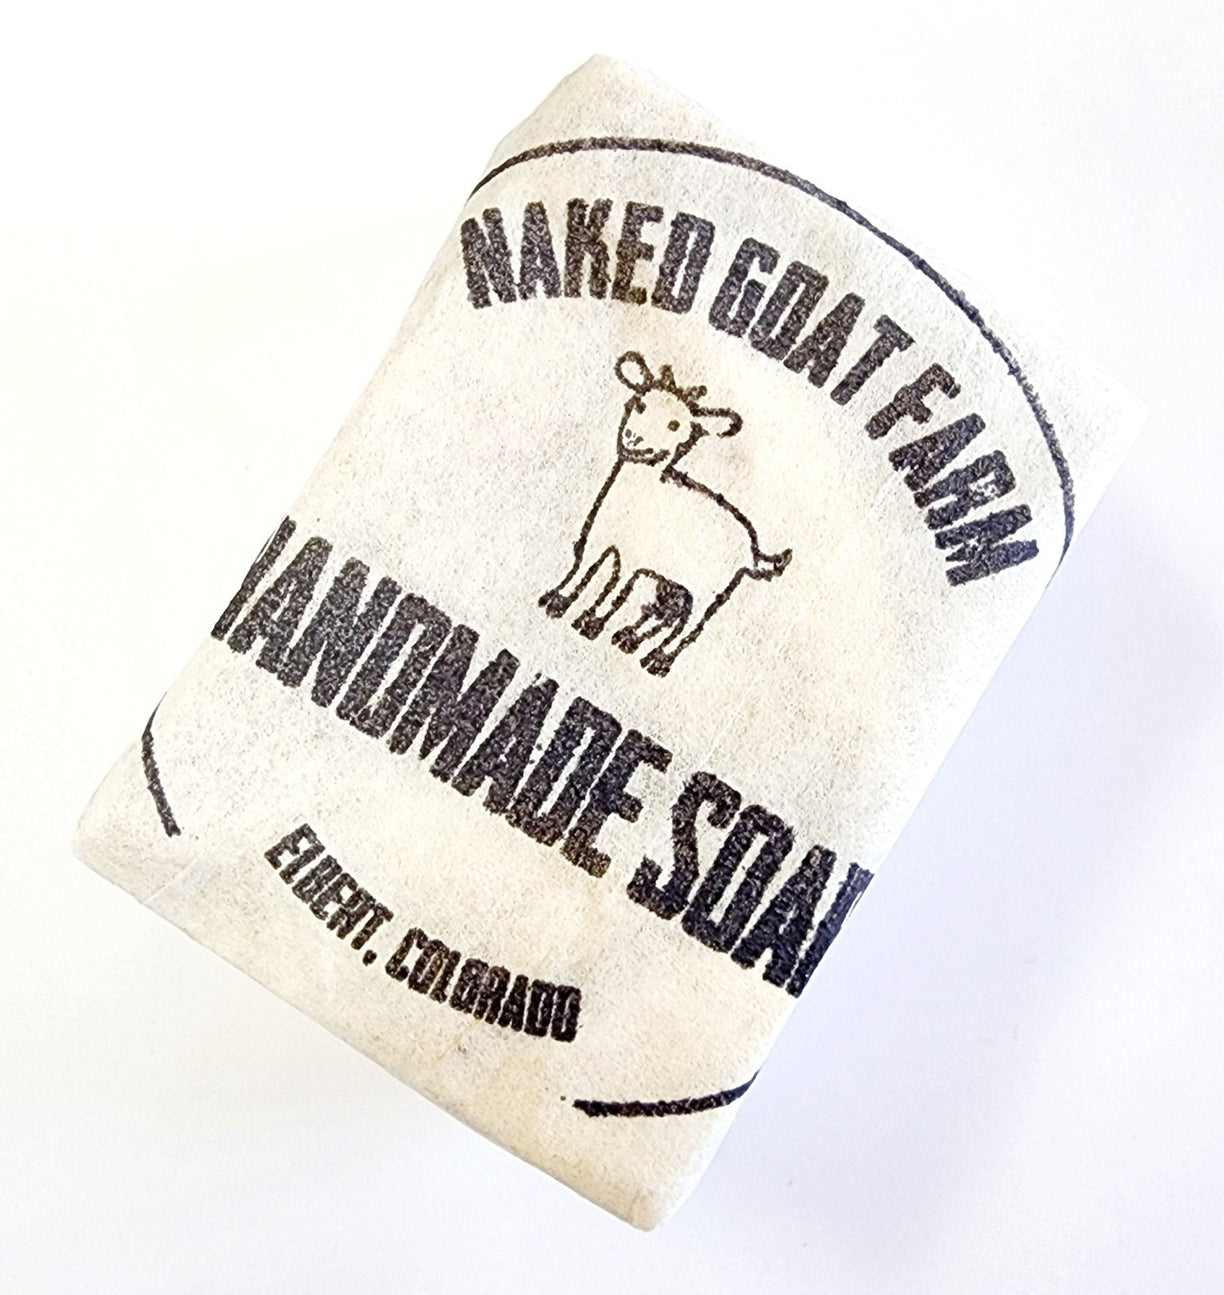 NAKED GOAT FARM
HANDMADE SOAP
ELBERT, COLORADO